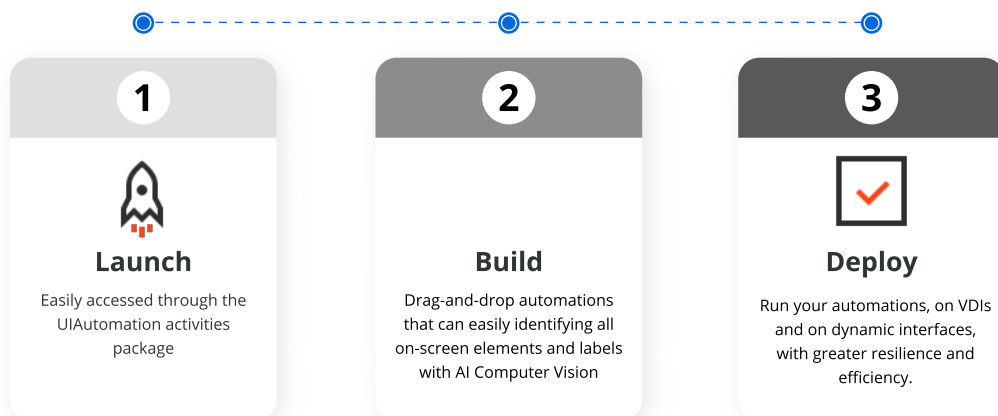 1
Launch
Easily accessed through the
UIAutomation activities
package
2
Build
Drag-and-drop automations
that can easily identifying all
on-screen elements and labels
with AI Computer Vision
3
Deploy
Run your automations, on VDIs
and on dynamic interfaces,
with greater resilience and
efficiency.